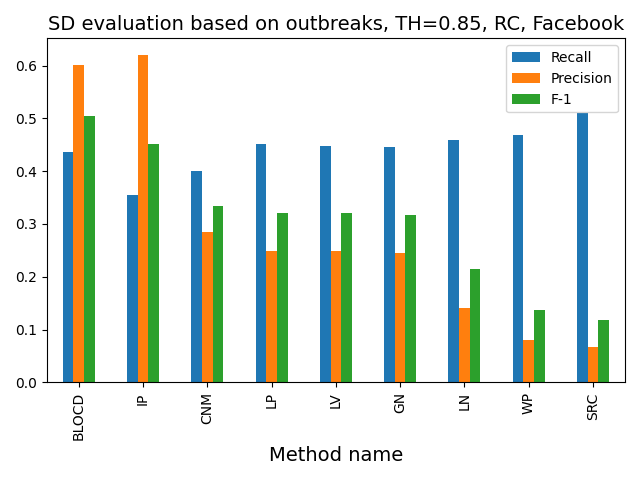 SD evaluation based on outbreaks, TH=0.85, RC, Facebook
Recall
Precision
F-1
0.6
0.5
0.4
0.3
0.2
0.1
0.0
BLOCD
IP
CNM
LP
LV
GN
LN
WP
SRC
Method name